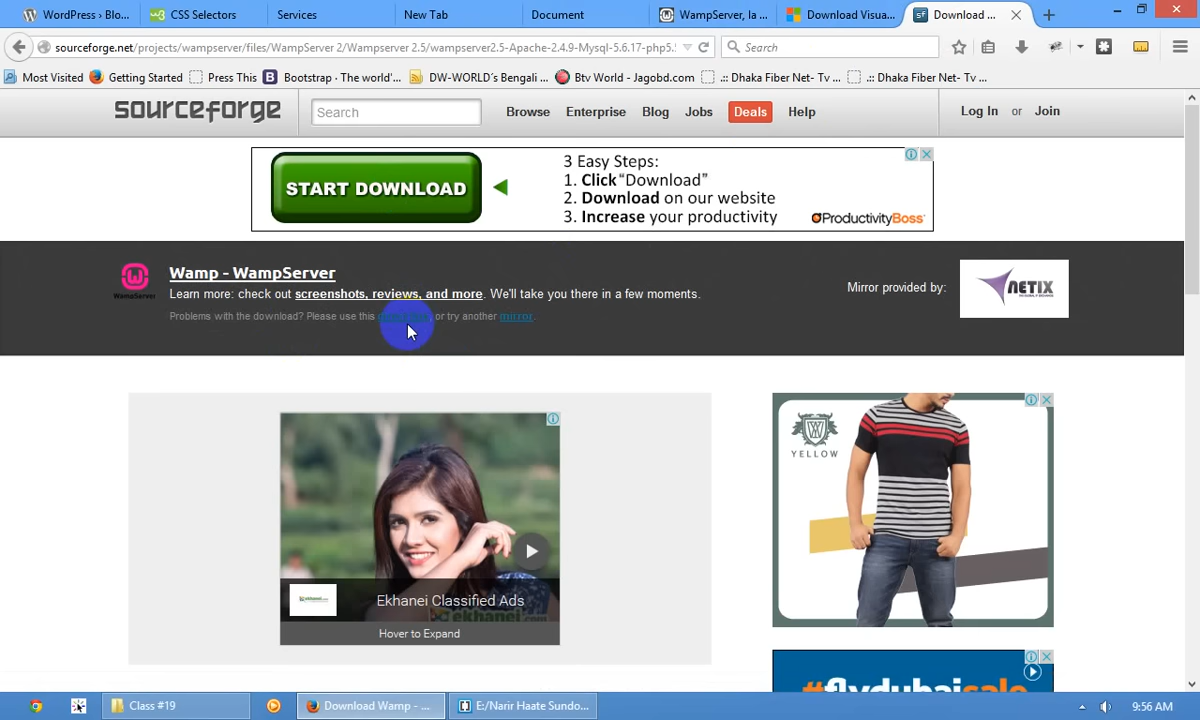 WordPress › Blo...
CSS Selectors
Services
New Tab
Document
WampServer, la ...
Download Visua...
Download ...
sourceforge.net/projects/wampserver/files/WampServer 2/Wampserver 2.5/wampserver2.5-Apache-2.4.9-Mysql-5.6.17-php5.5
Search
Most Visited
Getting Started
Press This
Bootstrap · The world'...
DW-WORLD´s Bengali ...
Btv World - Jagobd.com
.:: Dhaka Fiber Net- Tv ...
.:: Dhaka Fiber Net- Tv ...
sourceforge
Search
Browse
Enterprise
Blog
Jobs
Deals
Help
Log In or Join
START DOWNLOAD
3 Easy Steps:
1. Click “Download”
2. Download on our website
3. Increase your productivity
ProductivityBoss
WampServer
Wamp - WampServer
Learn more: check out screenshots, reviews, and more. We'll take you there in a few moments.
Problems with the download? Please use this or try another mirror.
Mirror provided by:
NETIX
YELLOW
Ekhanei Classified Ads
ekhanei.com
Hover to Expand
#flydubaisale
Class #19
Download Wamp - ...
E:/Narir Haate Sundo...
9:56 AM